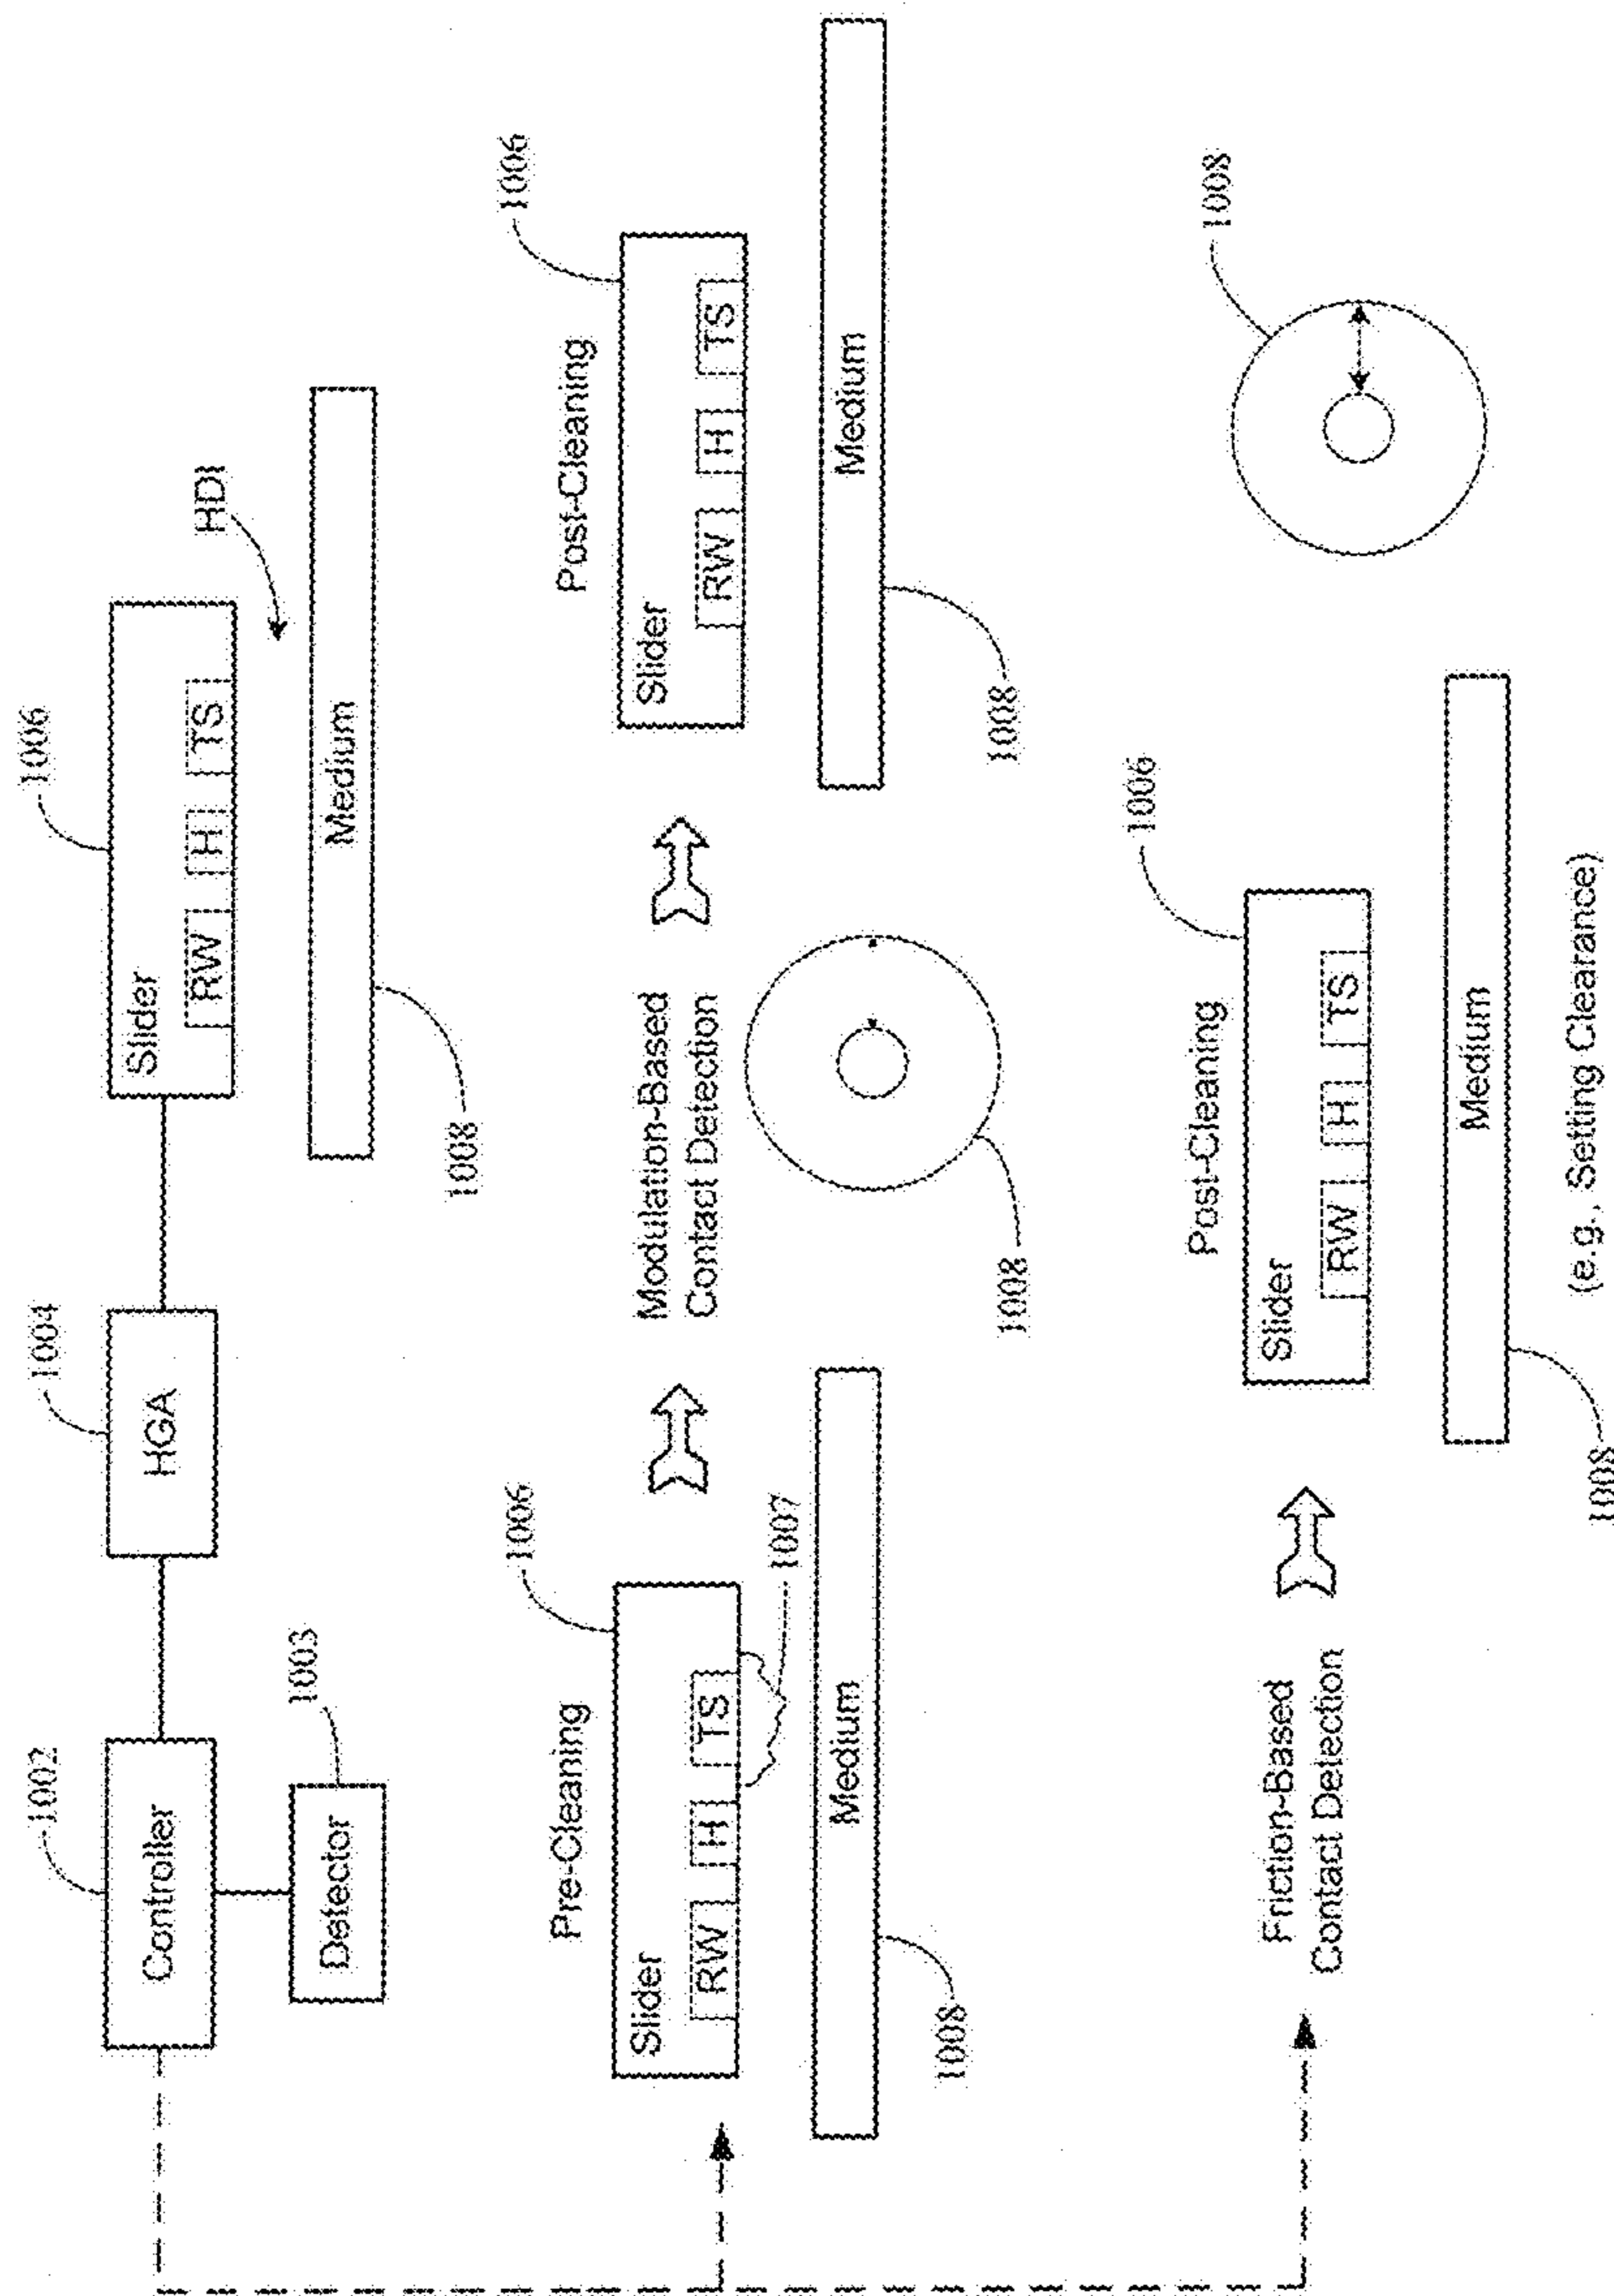 1002
Controller
1003
Detector
1004
HGA
1006
Slider
RW
H
TS
HDI
Medium
1008
Pre-Cleaning
1006
Slider
RW
H
TS
1007
Medium
1008
Modulation-Based
Contact Detection
1008
Post-Cleaning
1006
Slider
RW
H
TS
Medium
1008
Friction-Based
Contact Detection
Post-Cleaning
1006
Slider
RW
H
TS
Medium
1008
(e.g., Setting Clearance)
1008